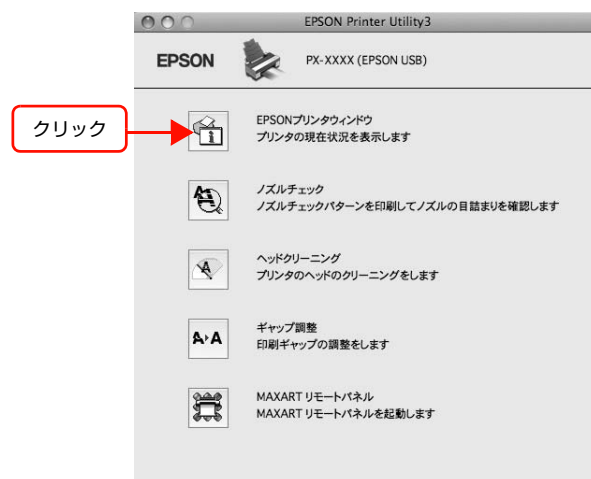 EPSON Printer Utility3
EPSON
PX-XXXX (EPSON USB)
クリック
EPSONプリンタウィンドウ
プリンタの現在状況を表示します
ノズルチェック
ノズルチェックパターンを印刷してノズルの目詰まりを確認します
ヘッドクリーニング
プリンタのヘッドのクリーニングをします
ギャップ調整
印刷ギャップの調整をします
MAXART リモートパネル
MAXART リモートパネルを起動します